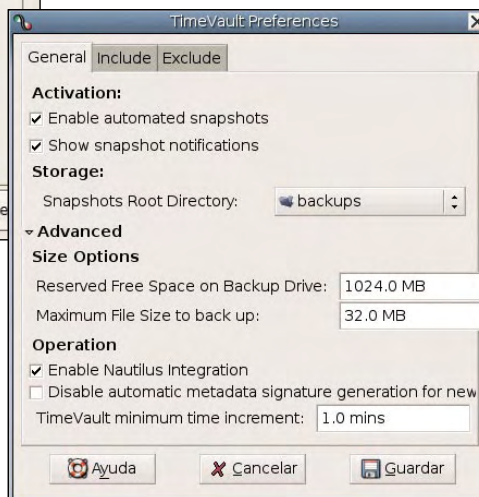 TimeVault Preferences
General Include Exclude
Activation:
Enable automated snapshots
Show snapshot notifications
Storage:
Snapshots Root Directory: backups
Advanced
Size Options
Reserved Free Space on Backup Drive: 1024.0 MB
Maximum File Size to back up: 32.0 MB
Operation
Enable Nautilus Integration
Disable automatic metadata signature generation for new
TimeVault minimum time increment: 1.0 mins
Ayuda Cancelar Guardar